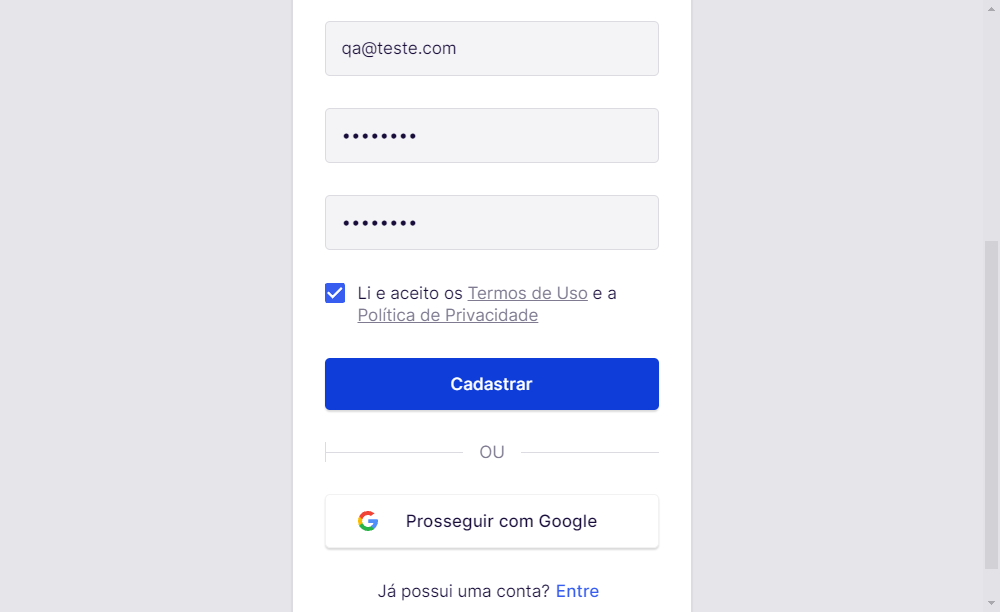 qa@teste.com
••••••••
••••••••
Li e aceito os Termos de Uso e a
Política de Privacidade
Cadastrar
OU
Prosseguir com Google
Já possui uma conta? Entre